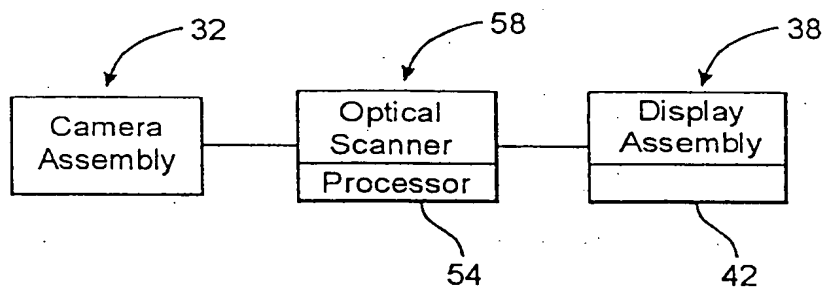 32
58
38
Camera
Assembly
Optical
Scanner
Processor
Display
Assembly
54
42